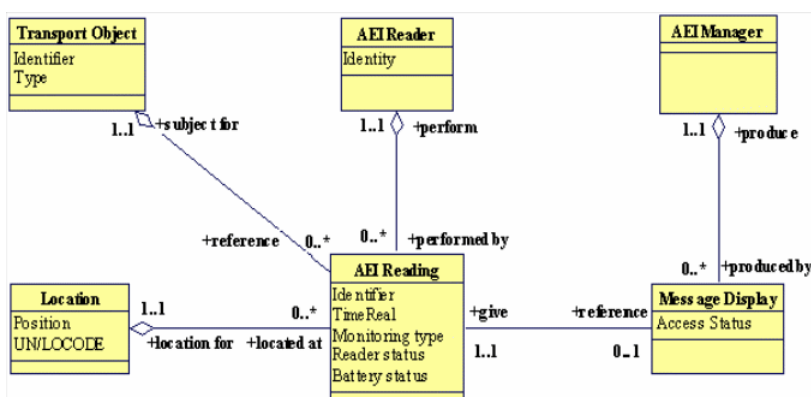 Transport Object
Identifier
Type
AEI Reader
Identity
AEI Manager
1..1
+subject for
1..1
+perform
1..1
+produce
+reference
0..*
0..*
+performed by
0..*
+produced by
Location
Position
UN/LOCODE
1..1
+location for
0..*
+located at
AEI Reading
Identifier
TimeReal
Monitoring type
Reader status
Battery status
+give
1..1
+reference
0..1
Message Display
Access Status